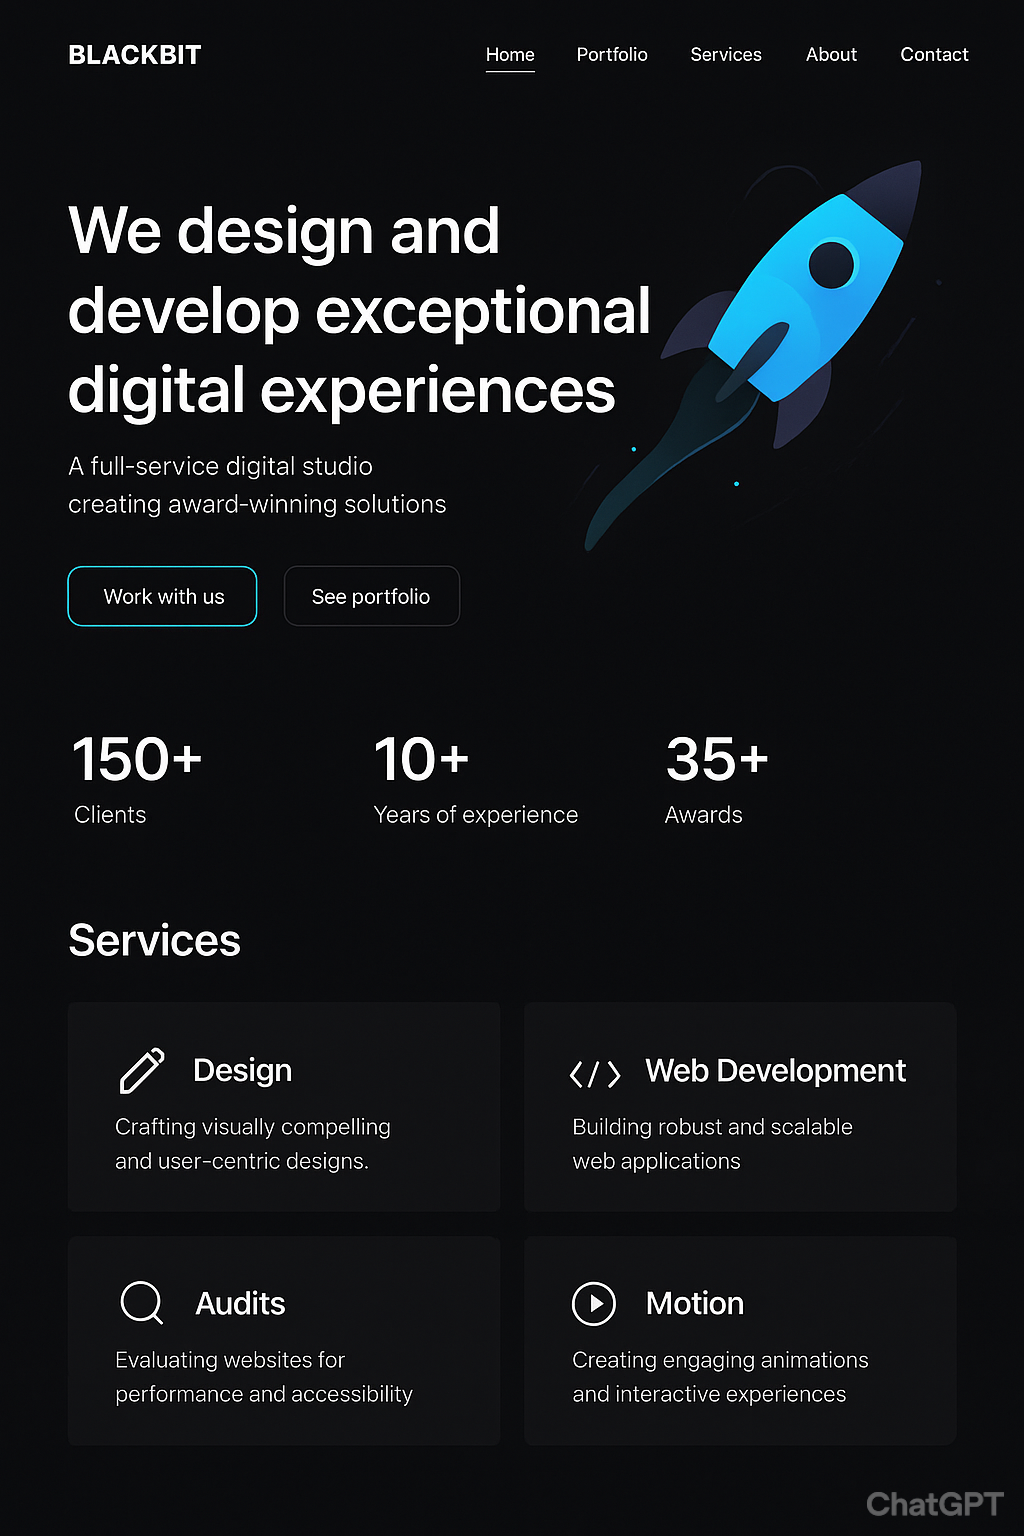 BLACKBIT
Home Portfolio Services About Contact
We design and
develop exceptional
digital experiences
A full-service digital studio
creating award-winning solutions
Work with us
See portfolio
150+
Clients
10+
Years of experience
35+
Awards
Services
Design
Crafting visually compelling
and user-centric designs.
</> Web Development
Building robust and scalable
web applications
Audits
Evaluating websites for
performance and accessibility
Motion
Creating engaging animations
and interactive experiences
ChatGPT